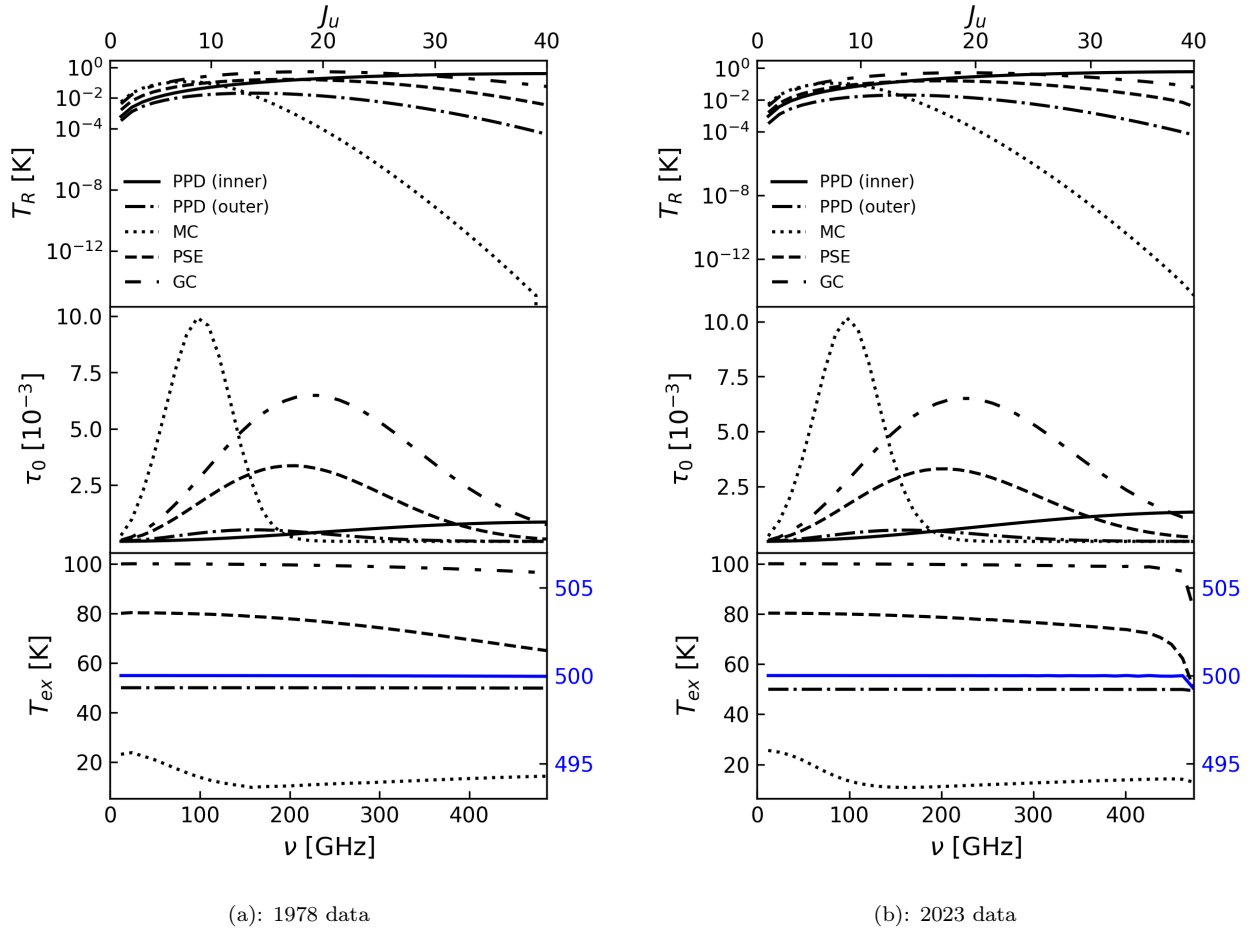 J_u
0 10 20 30 40
10^0
10^{-2}
10^{-4}
10^{-8}
10^{-12}
T_R [K]
PPD (inner)
PPD (outer)
MC
PSE
GC
10.0
7.5
5.0
2.5
τ_0 [10^{-3}]
100
80
60
40
20
T_{ex} [K]
505
500
495
0 100 200 300 400
ν [GHz]
(a): 1978 data
J_u
0 10 20 30 40
10^0
10^{-2}
10^{-4}
10^{-8}
10^{-12}
T_R [K]
PPD (inner)
PPD (outer)
MC
PSE
GC
10.0
7.5
5.0
2.5
τ_0 [10^{-3}]
100
80
60
40
20
T_{ex} [K]
505
500
495
0 100 200 300 400
ν [GHz]
(b): 2023 data